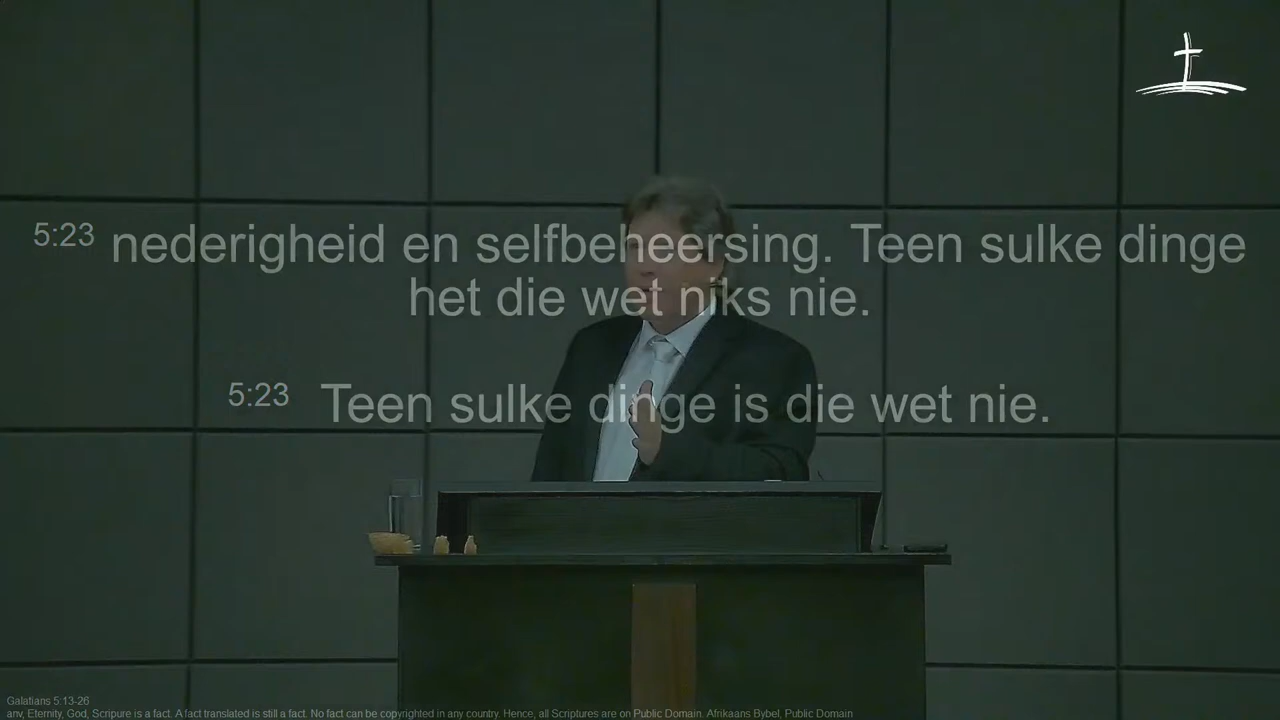 5:23 nederigheid en selfbeheersing. Teen sulke dinge
het die wet niks nie.
5:23 Teen sulke dinge is die wet nie.
Galatians 5:13-26
anv, Eternity, God, Scripure is a fact. A fact translated is still a fact. No fact can be copyrighted in any country. Hence, all Scriptures are on Public Domain. Afrikaans Bybel, Public Domain